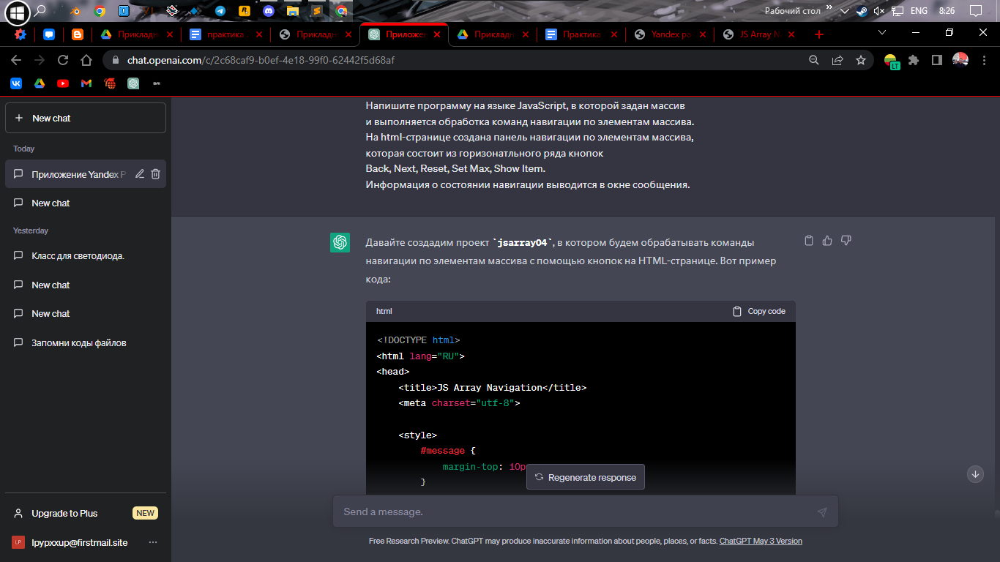 Рабочий стол
»
ENG
8:26
Прикладн
практика
Прикладн
Приложе
Прикладн
Практика
Yandex pa
JS Array N
chat.openai.com/c/2c68caf9-b0ef-4e18-99f0-62442f5d68af
LT
New chat
Today
Приложение Yandex P
New chat
Yesterday
Класс для светодиода.
New chat
New chat
Запомни коды файлов
Upgrade to Plus
NEW
LP
lpypxxup@firstmail.site
Напишите программу на языке JavaScript, в которой задан массив
и выполняется обработка команд навигации по элементам массива.
На html-странице создана панель навигации по элементам массива,
которая состоит из горизонатльного ряда кнопок
Back, Next, Reset, Set Max, Show Item.
Информация о состоянии навигации выводится в окне сообщения.
Давайте создадим проект `jsarray04`, в котором будем обрабатывать команды
навигации по элементам массива с помощью кнопок на HTML-странице. Вот пример
кода:
html
Copy code
<!DOCTYPE html>
<html lang="RU">
<head>
<title>JS Array Navigation</title>
<meta charset="utf-8">
<style>
#message {
margin-top: 10p
}
Regenerate response
Send a message.
Free Research Preview. ChatGPT may produce inaccurate information about people, places, or facts. ChatGPT May 3 Version